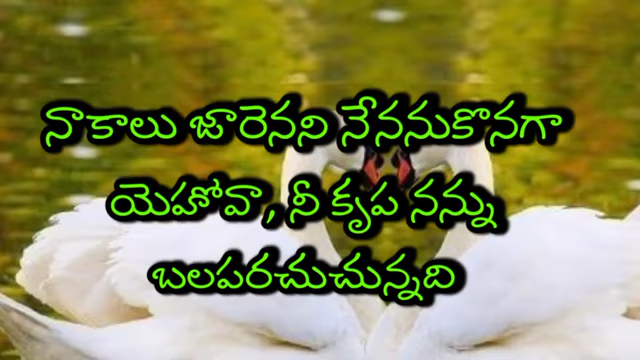 నాకాలు జారెనని నేననుకొనగా
యెహోవా, నీ కృప నన్ను
బలపరచుచున్నది